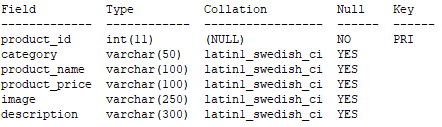 Field Type Collation Null Key
------------- ------------ ----------------- ------ ------
product_id int(11) (NULL) NO PRI
category varchar(50) latin1_swedish_ci YES
product_name varchar(100) latin1_swedish_ci YES
product_price varchar(100) latin1_swedish_ci YES
image varchar(250) latin1_swedish_ci YES
description varchar(300) latin1_swedish_ci YES